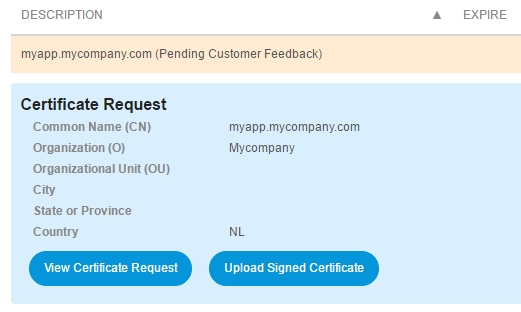 DESCRIPTION ▲ EXPIRE
myapp.mycompany.com (Pending Customer Feedback)
Certificate Request
Common Name (CN) myapp.mycompany.com
Organization (O) Mycompany
Organizational Unit (OU)
City
State or Province
Country NL
View Certificate Request Upload Signed Certificate